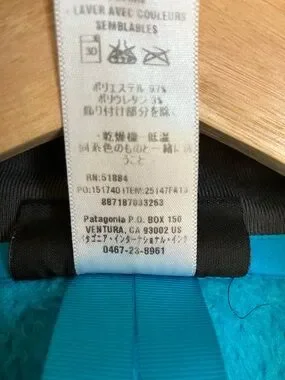 LAVER AVEC COULEURS
SEMBLABLES
ポリエステル 97%
ポリウレタン 3%
飾り付け部分を除く
・乾燥機・低温
同系色のものと一緒に洗う
こと
RN:51884
PO:151740 ITEM:25147FA13
887187033263
Patagonia P.O. BOX 150
VENTURA, CA 93002 US
パタゴニア・インターナショナル・インク
0467-23-8961